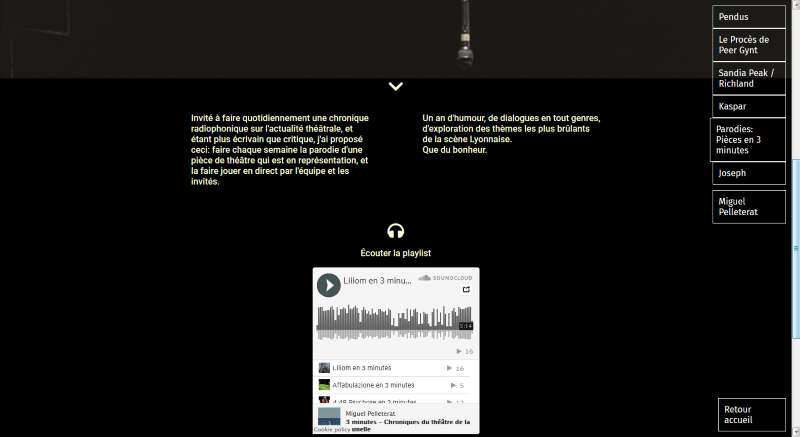 Invité à faire quotidiennement une chronique
radiophonique sur l'actualité théâtrale, et
étant plus écrivain que critique, j'ai proposé
ceci: faire chaque semaine la parodie d'une
pièce de théâtre qui est en représentation, et
la faire jouer en direct par l'équipe et les
invités.
Un an d'humour, de dialogues en tout genres,
d'exploration des thèmes les plus brûlants
de la scène Lyonnaise.
Que du bonheur.
Écouter la playlist
Liliom en 3 minu...
SOUNDCLOUD
5:14
16
Liliom en 3 minutes
16
Affabulazione en 3 minutes
5
4.48 Psychose en 3 minutes
12
Miguel Pelleterat
3 minutes - Chroniques du théâtre de la
Cookie policy
Pendus
Le Procès de
Peer Gynt
Sandia Peak /
Richland
Kaspar
Parodies:
Pièces en 3
minutes
Joseph
Miguel
Pelleterat
Retour
accueil